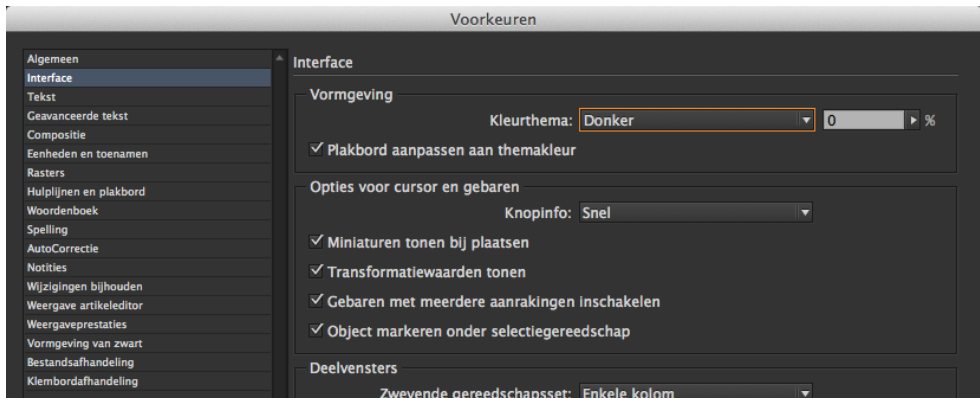 Voorkeuren
Algemeen
Interface
Tekst
Geavanceerde tekst
Compositie
Eenheden en toenamen
Rasters
Hulplijnen en plakbord
Woordenboek
Spelling
AutoCorrectie
Notities
Wijzigingen bijhouden
Weergave artikeleditor
Weergaveprestaties
Vormgeving van zwart
Bestandsafhandeling
Klembordafhandeling
Interface
Vormgeving
Kleurthema: Donker 0 %
Plakbord aanpassen aan themakleur
Opties voor cursor en gebaren
Knopinfo: Snel
Miniaturen tonen bij plaatsen
Transformatiewaarden tonen
Gebaren met meerdere aanrakingen inschakelen
Object markeren onder selectiegereedschap
Deelvensters
Zwevende gereedschapsset: Enkele kolom